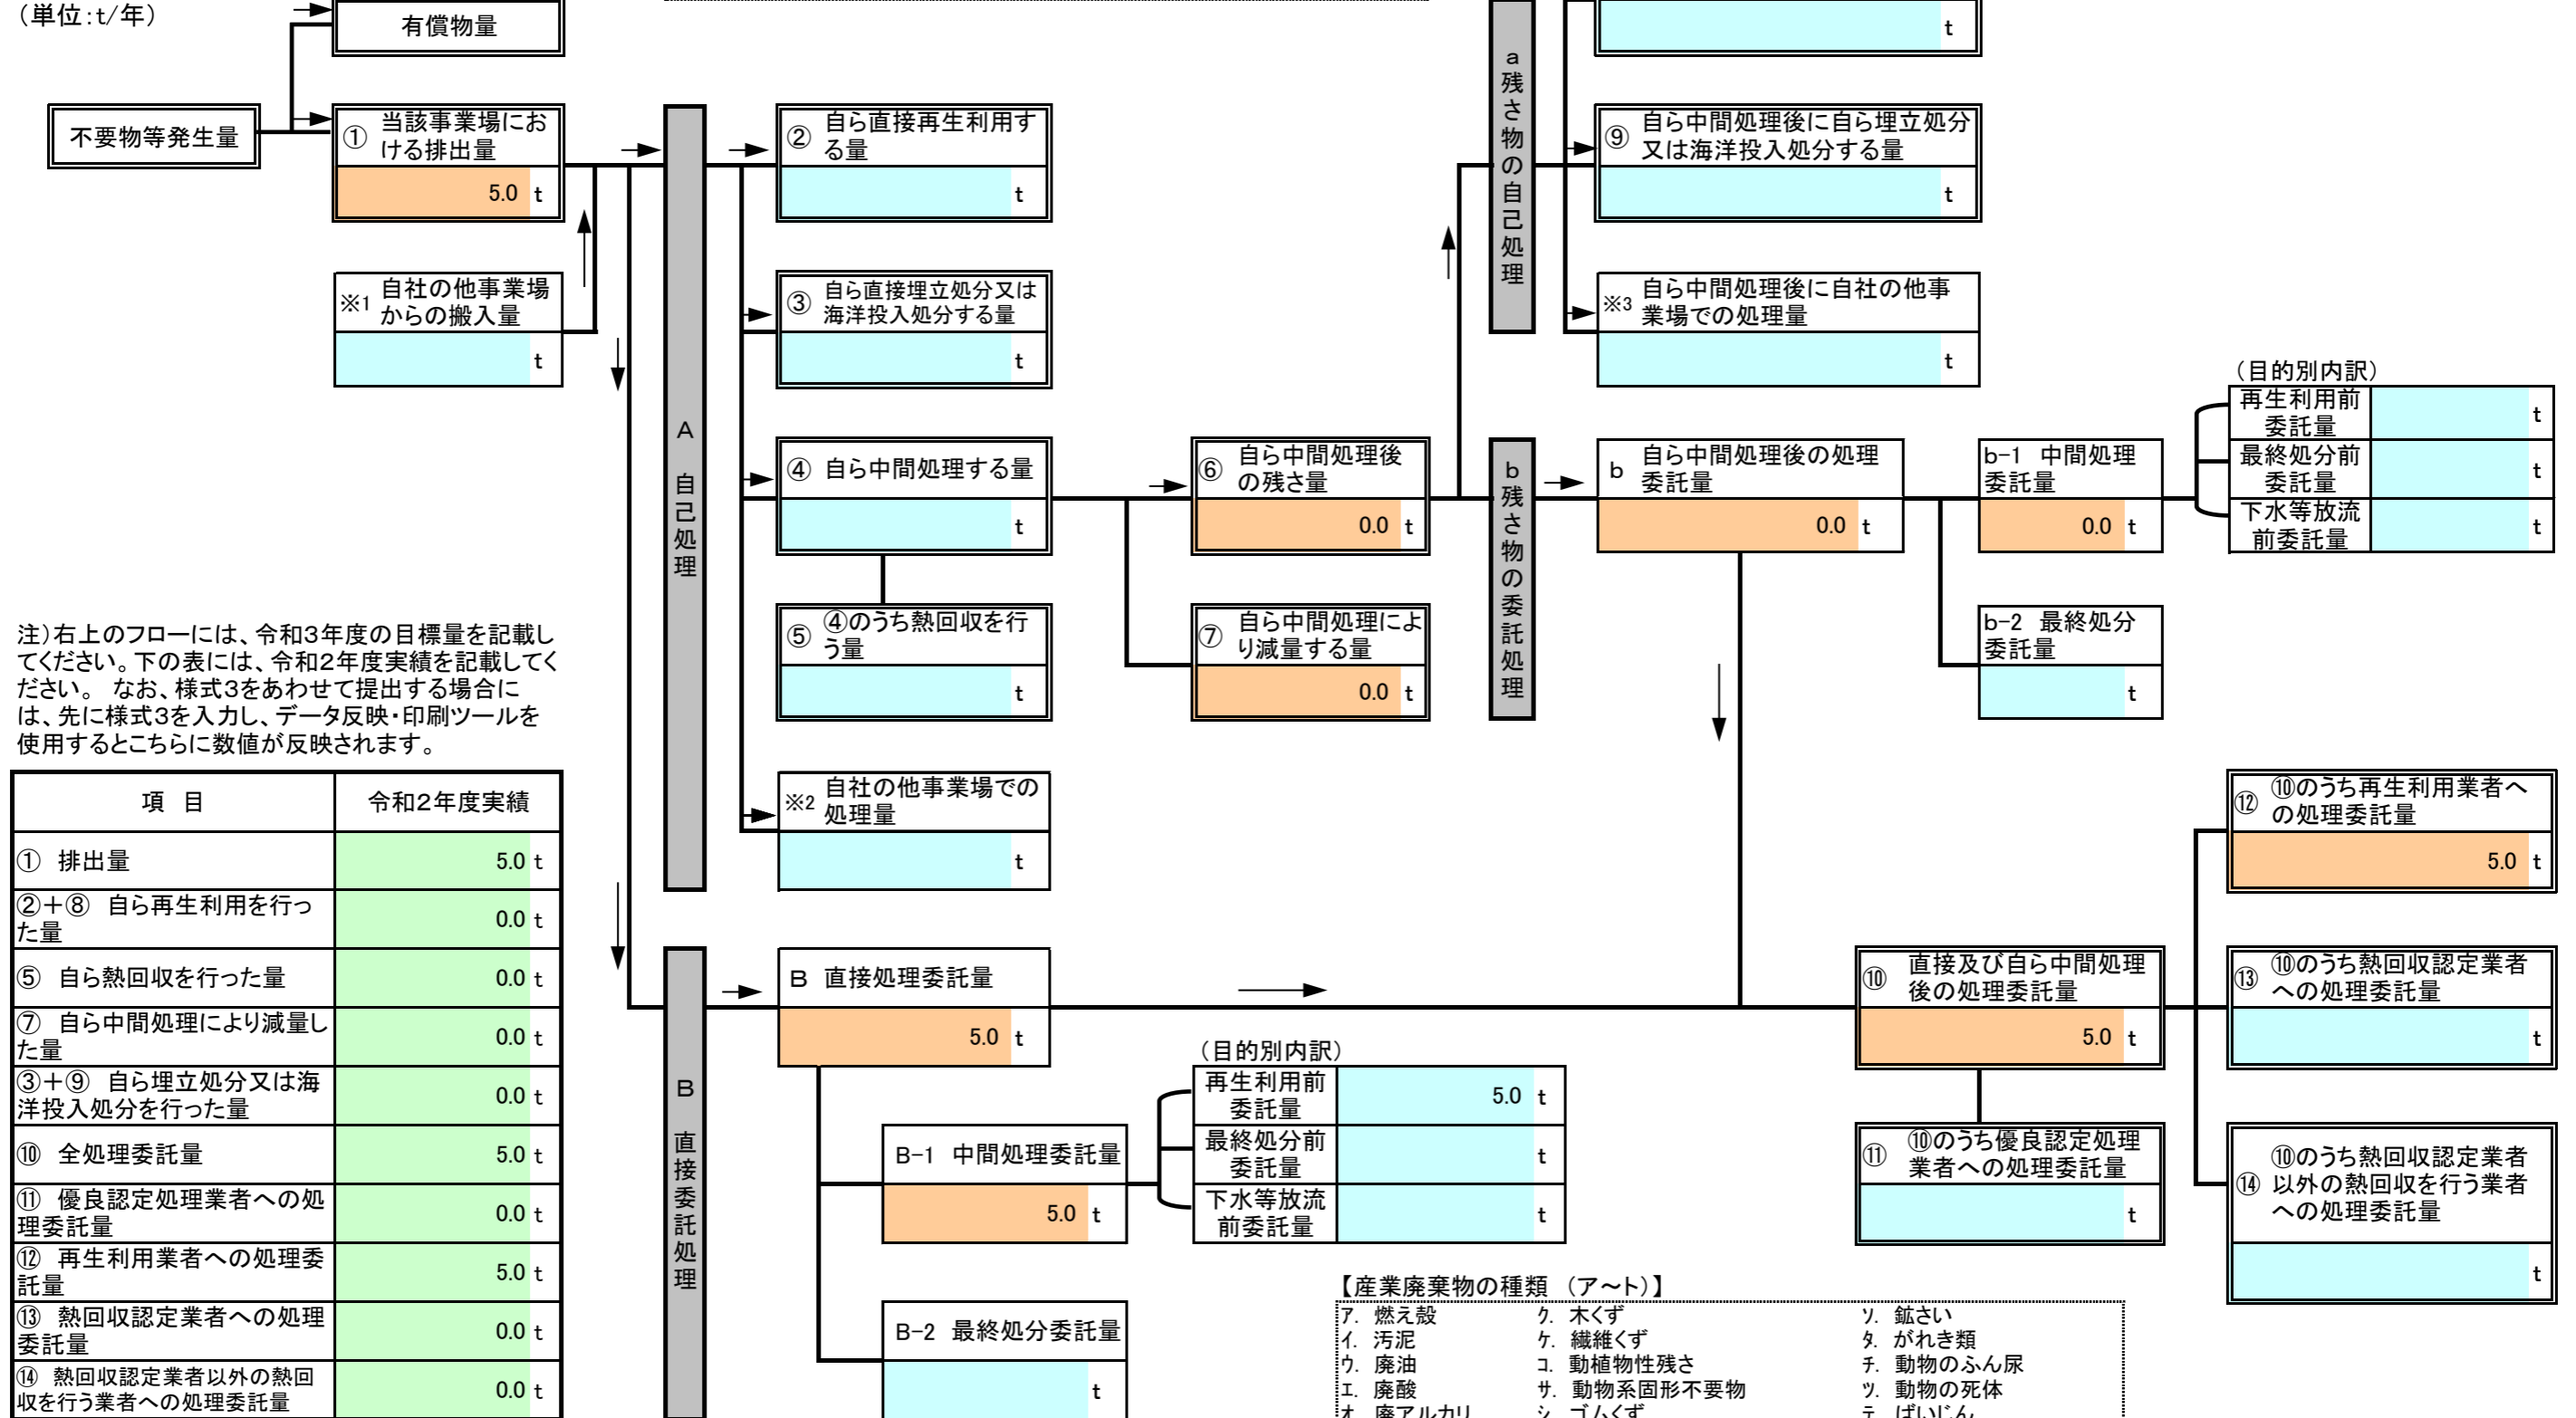 （単位：t/年）
有償物量
t
不要物等発生量
① 当該事業場にお
ける排出量
5.0 t
※1 自社の他事業場
からの搬入量
t
A 自己処理
② 自ら直接再生利用す
る量
t
③ 自ら直接埋立処分又は
海洋投入処分する量
t
④ 自ら中間処理する量
t
⑤ ④のうち熱回収を行
う量
t
※2 自社の他事業場での
処理量
t
⑥ 自ら中間処理後
の残さ量
0.0 t
⑦ 自ら中間処理によ
り減量する量
0.0 t
a 残さ物の自己処理
⑨ 自ら中間処理後に自ら埋立処分
又は海洋投入処分する量
t
※3 自ら中間処理後に自社の他事
業場での処理量
t
b 残さ物の委託処理
b 自ら中間処理後の処理
委託量
0.0 t
b-1 中間処理
委託量
0.0 t
（目的別内訳）
再生利用前
委託量
t
最終処分前
委託量
t
下水等放流
前委託量
t
b-2 最終処分
委託量
t
注）右上のフローには、令和３年度の目標量を記載し
てください。下の表には、令和２年度実績を記載してく
ださい。 なお、様式３をあわせて提出する場合に
は、先に様式３を入力し、データ反映・印刷ツールを
使用するとこちらに数値が反映されます。
項 目 令和２年度実績
① 排出量 5.0 t
②＋⑧ 自ら再生利用を行っ
た量 0.0 t
⑤ 自ら熱回収を行った量 0.0 t
⑦ 自ら中間処理により減量し
た量 0.0 t
③＋⑨ 自ら埋立処分又は海
洋投入処分を行った量 0.0 t
⑩ 全処理委託量 5.0 t
⑪ 優良認定処理業者への処
理委託量 0.0 t
⑫ 再生利用業者への処理委
託量 5.0 t
⑬ 熱回収認定業者への処理
委託量 0.0 t
⑭ 熱回収認定業者以外の熱回
収を行う業者への処理委託量 0.0 t
B 直接委託処理
B 直接処理委託量
5.0 t
B-1 中間処理委託量
5.0 t
（目的別内訳）
再生利用前
委託量
5.0 t
最終処分前
委託量
t
下水等放流
前委託量
t
B-2 最終処分委託量
t
⑩ 直接及び自ら中間処理
後の処理委託量
5.0 t
⑪ ⑩のうち優良認定処理
業者への処理委託量
t
⑫ ⑩のうち再生利用業者へ
の処理委託量
5.0 t
⑬ ⑩のうち熱回収認定業者
への処理委託量
t
⑭ ⑩のうち熱回収認定業者
以外の熱回収を行う業者
への処理委託量
t
【産業廃棄物の種類 （ア～ト）】
ア. 燃え殻 ク. 木くず ソ. 鉱さい
イ. 汚泥 ケ. 繊維くず タ. がれき類
ウ. 廃油 コ. 動植物性残さ チ. 動物のふん尿
エ. 廃酸 サ. 動物系固形不要物 ツ. 動物の死体
オ. 廃アルカリ シ. ゴムくず テ. ばいじん